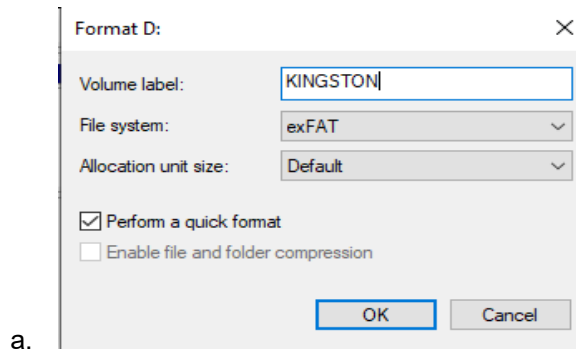 Format D:
Volume label: KINGSTON
File system: exFAT
Allocation unit size: Default
Perform a quick format
Enable file and folder compression
OK Cancel
a.